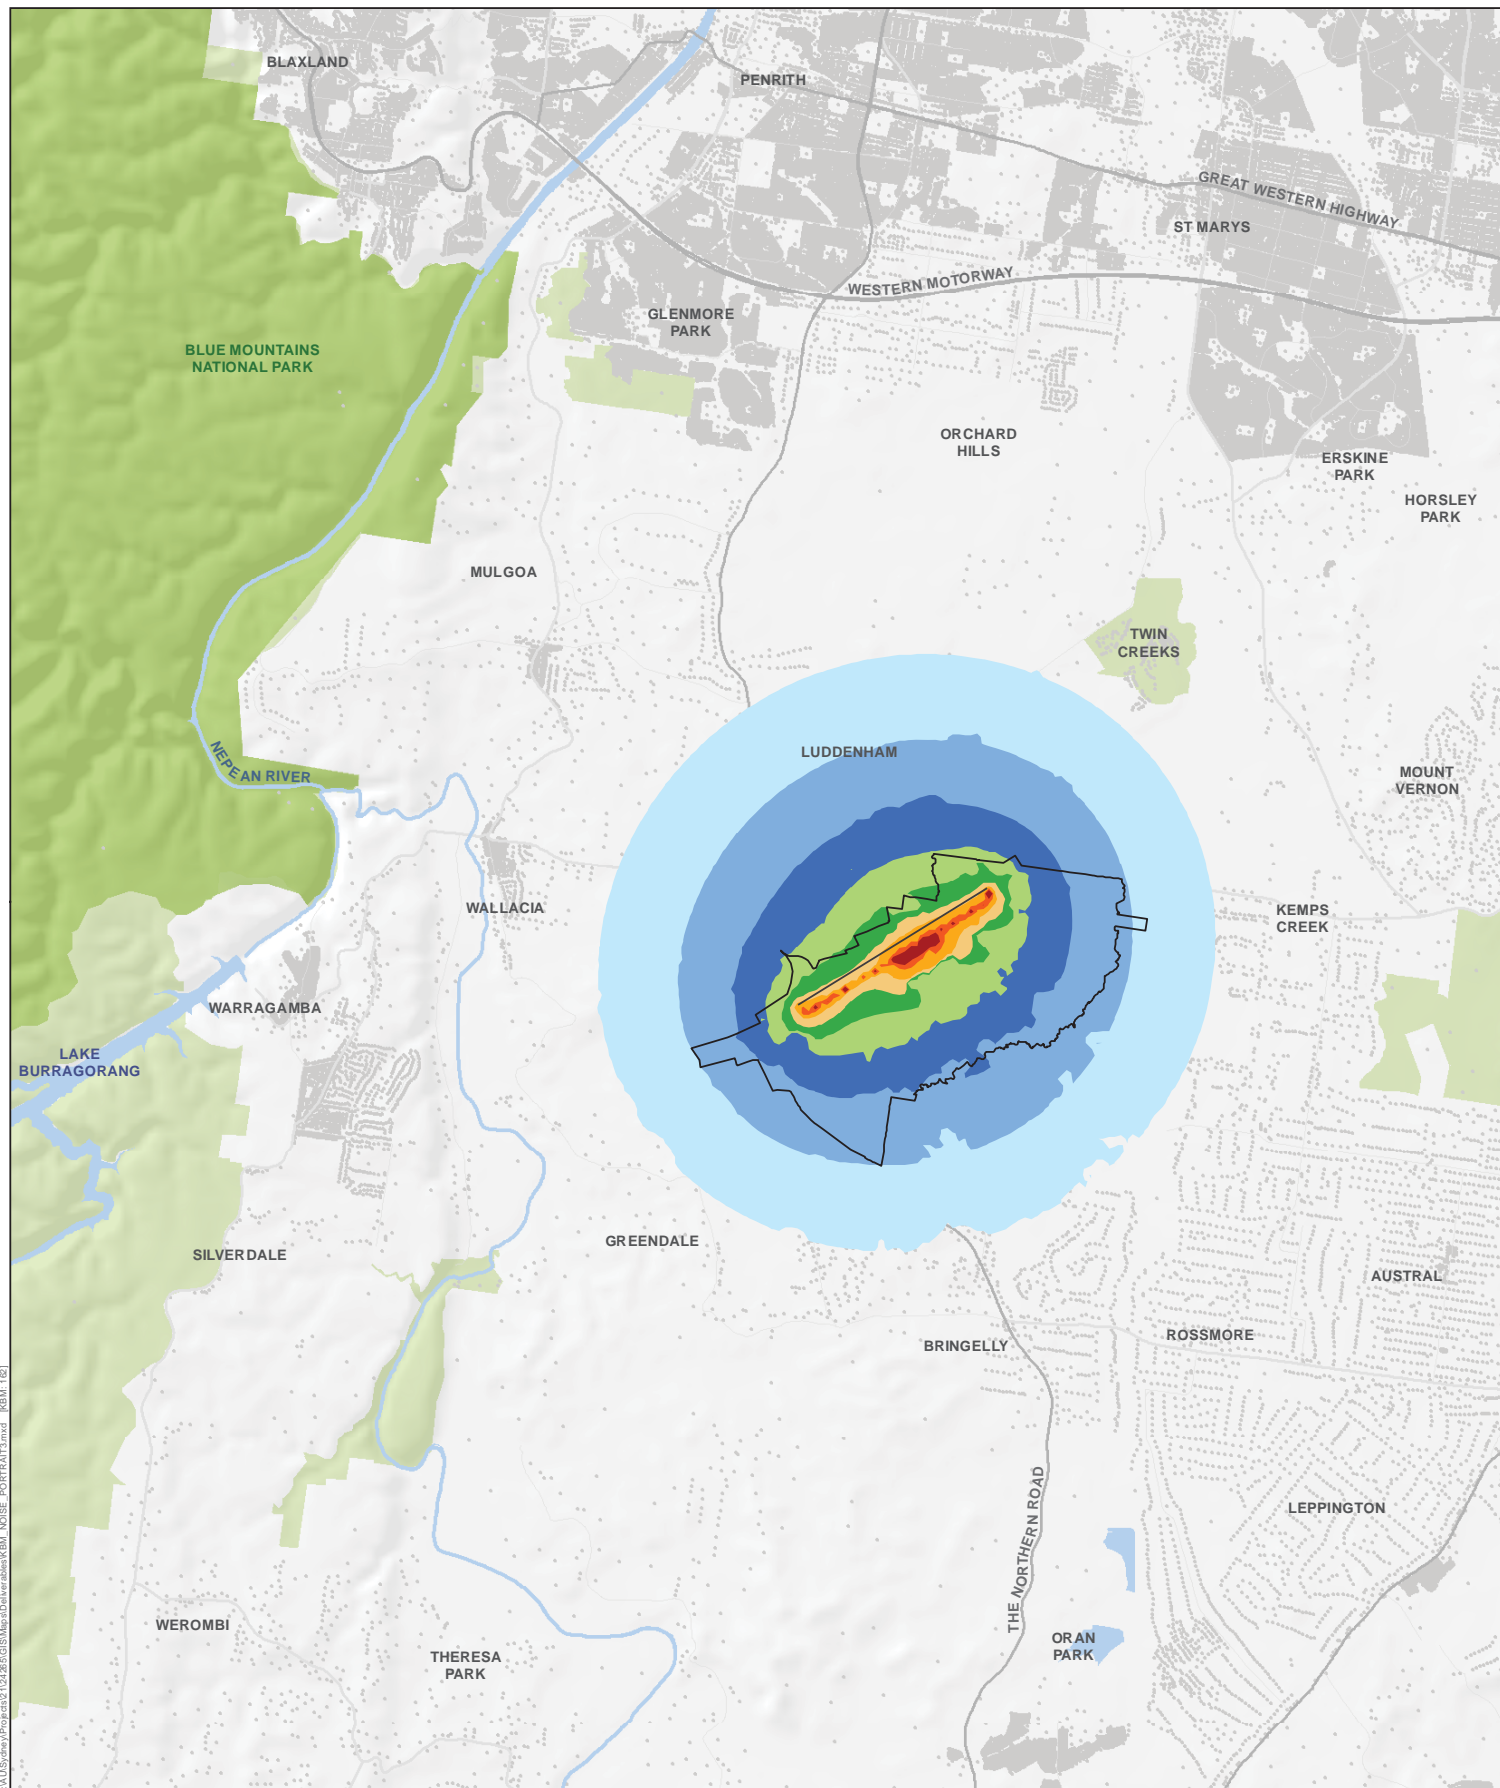 BLAXLAND
PENRITH
GREAT WESTERN HIGHWAY
ST MARYS
WESTERN MOTORWAY
GLENMORE
PARK
BLUE MOUNTAINS
NATIONAL PARK
ORCHARD
HILLS
ERSKINE
PARK
HORSLEY
PARK
MULGOA
TWIN
CREEKS
LUDDENHAM
NEPEAN RIVER
MOUNT
VERNON
WALLACIA
KEMPS
CREEK
WARRAGAMBA
LAKE
BURRAGORANG
GREENDALE
SILVERDALE
AUSTRAL
ROSSMORE
BRINGELLY
THE NORTHERN ROAD
LEPPINGTON
WEROMBI
ORAN
PARK
THERESA
PARK